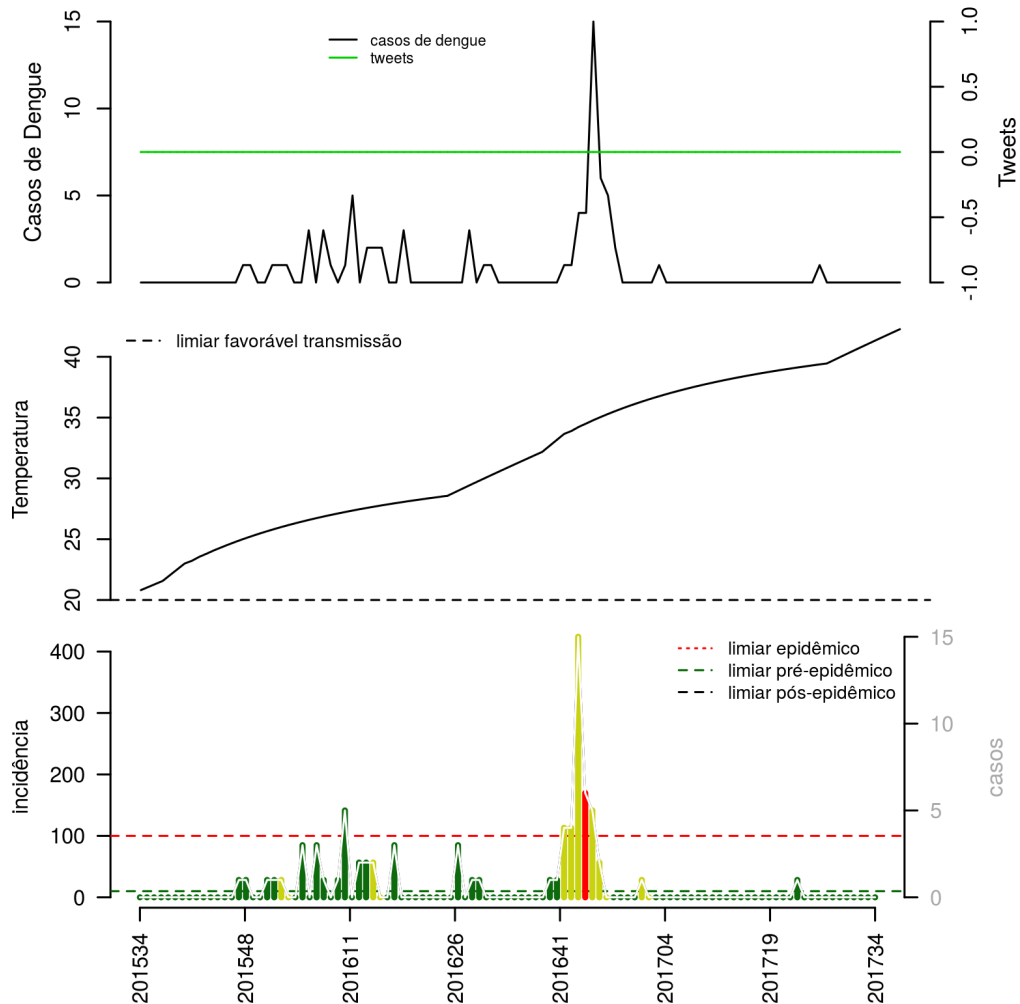 15
10
5
0
Casos de Dengue
casos de dengue
tweets
1.0
0.5
0.0
-0.5
-1.0
Tweets
limiar favorável transmissão
40
35
30
25
20
Temperatura
400
300
200
100
0
incidência
limiar epidêmico
limiar pré-epidêmico
limiar pós-epidêmico
15
10
5
0
casos
201534
201548
201611
201626
201641
201704
201719
201734